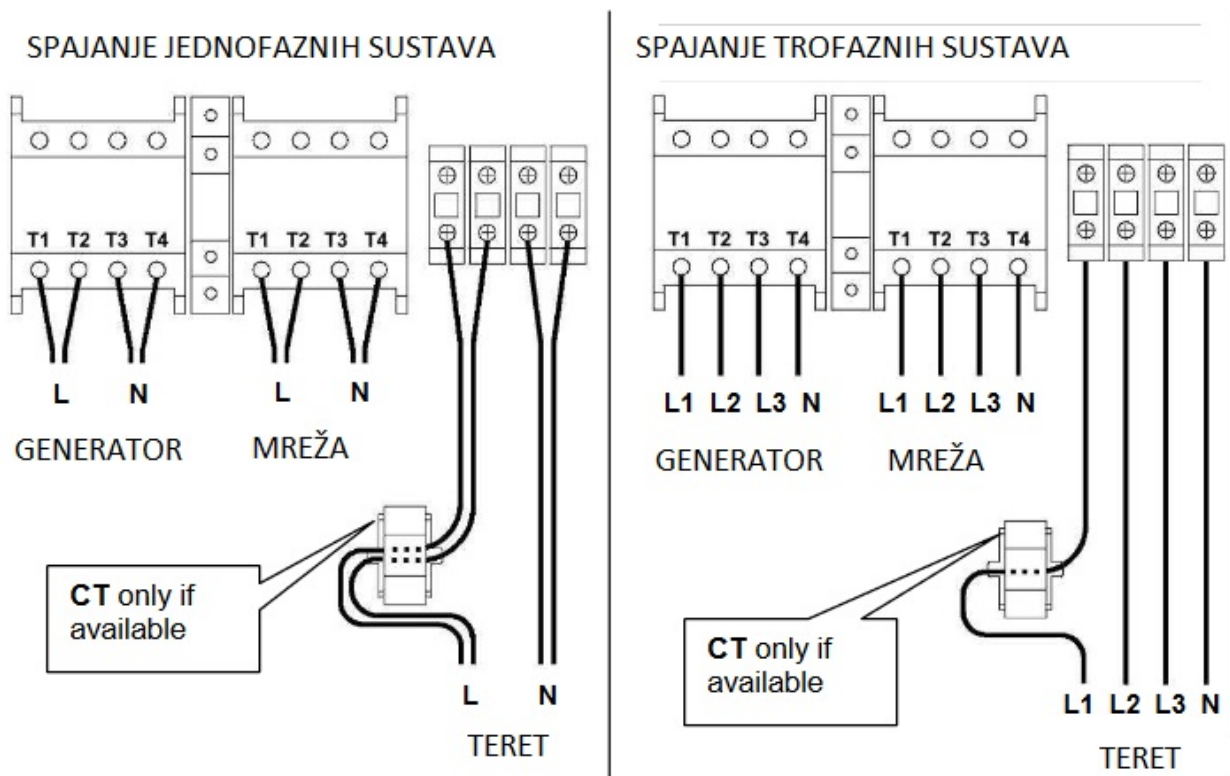 SPAJANJE JEDNOFAZNIH SUSTAVA
T1 T2 T3 T4
T1 T2 T3 T4
L N
L N
GENERATOR
MREŽA
CT only if
available
L N
TERET
SPAJANJE TROFAZNIH SUSTAVA
T1 T2 T3 T4
T1 T2 T3 T4
L1 L2 L3 N
L1 L2 L3 N
GENERATOR
MREŽA
CT only if
available
L1 L2 L3 N
TERET